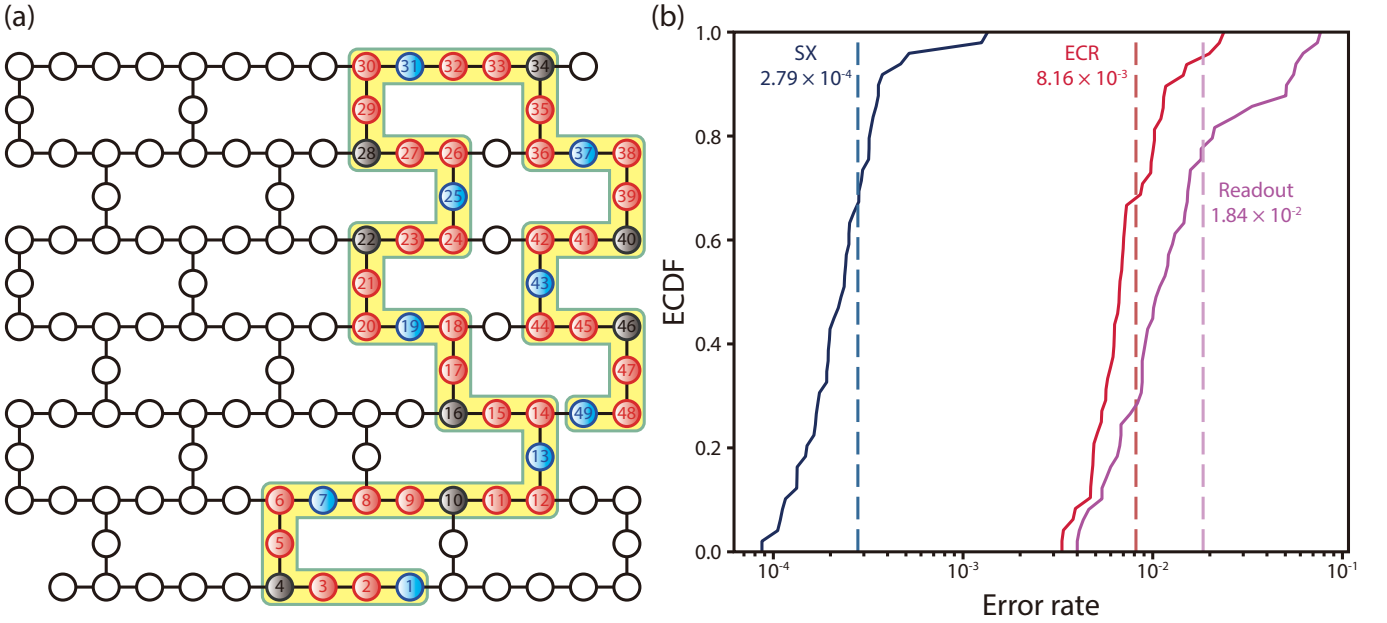 (a)
30 31 32 33 34
29 35
28 27 26 36 37 38
25 39
22 23 24 42 41 40
21 43
20 19 18 44 45 46
17 47
16 15 14 49 48
13
6 7 8 9 10 11 12
5
4 3 2 1
(b)
ECDF
1.0
0.8
0.6
0.4
0.2
0.0
SX
2.79 × 10⁻⁴
ECR
8.16 × 10⁻³
Readout
1.84 × 10⁻²
10⁻⁴ 10⁻³ 10⁻² 10⁻¹
Error rate